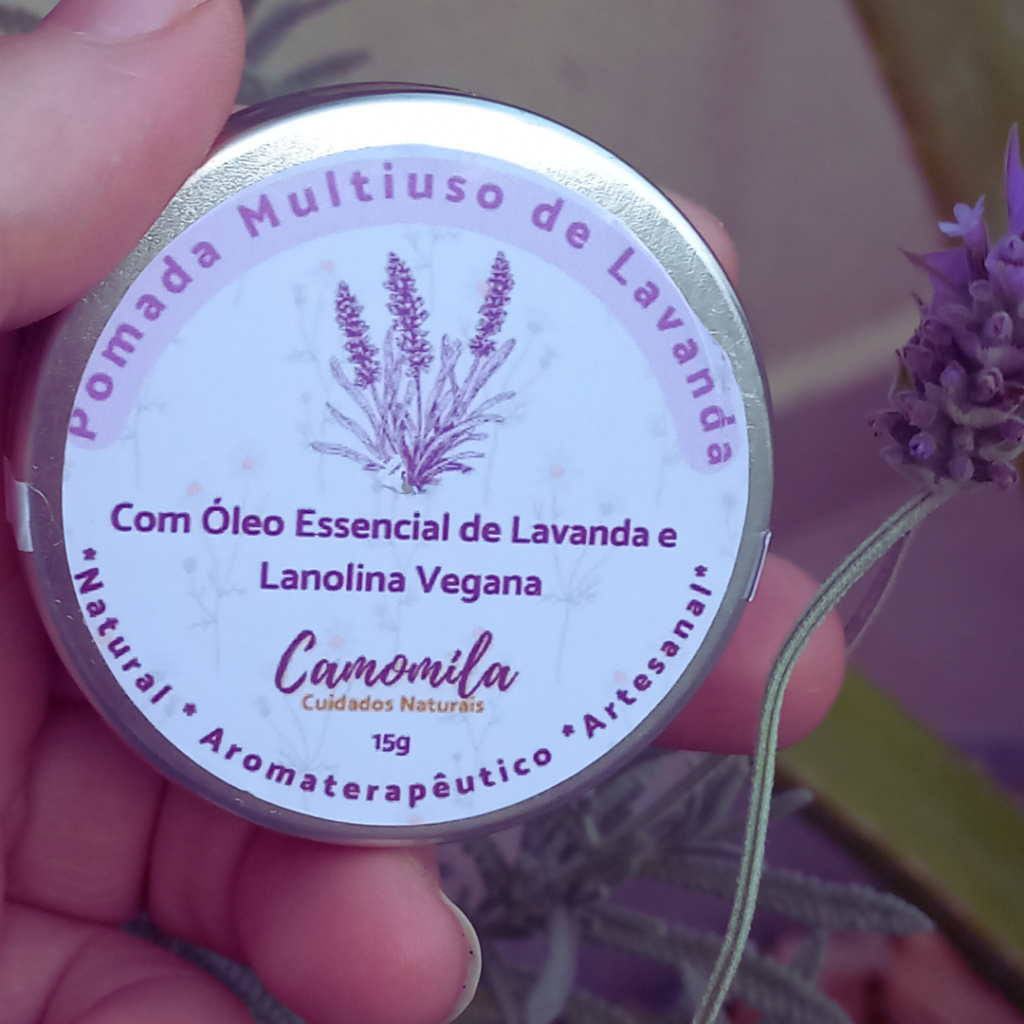 Pomada Multiuso de Lavanda
Com Óleo Essencial de Lavanda e
Lanolina Vegana
Camomila
Cuidados Naturais
15g
*Natural * Aromaterapêutico *Artesanal*